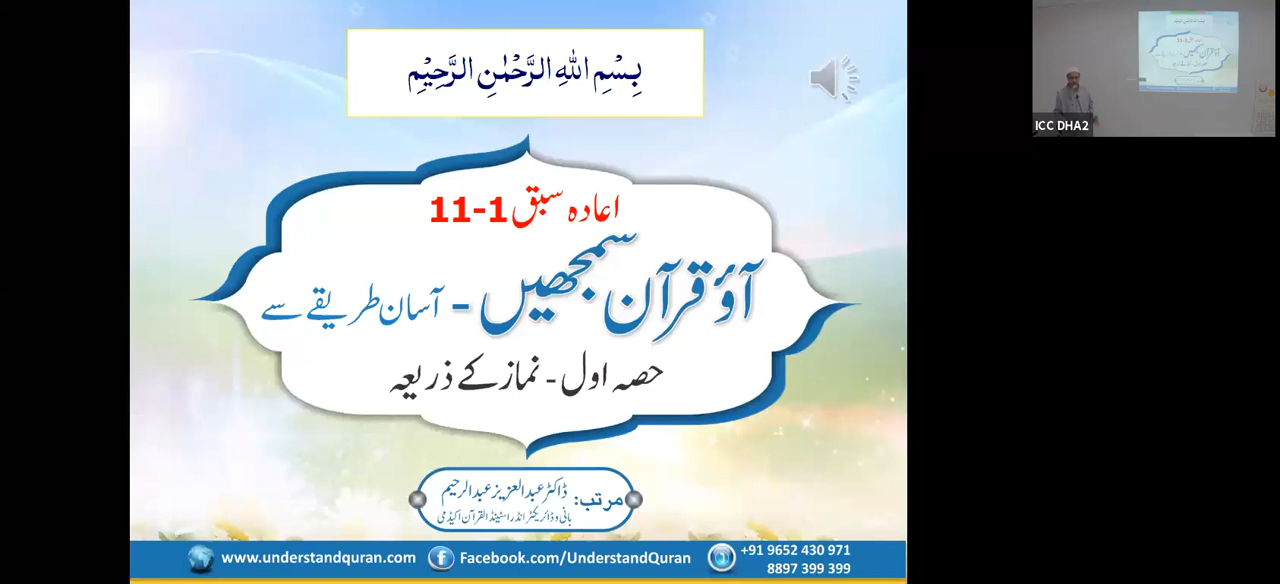 بِسْمِ اللّٰهِ الرَّحْمٰنِ الرَّحِيْمِ
اعادہ سبق 1-11
آؤ قرآن سمجھیں - آسان طریقے سے
حصہ اول - نماز کے ذریعہ
مرتب: ڈاکٹر عبدالعزیز عبدالرحیم
بانی و ڈائریکٹر انڈراسٹینڈ القرآن اکیڈمی
www.understandquran.com
Facebook.com/UnderstandQuran
+91 9652 430 971
8897 399 399
ICC DHA2